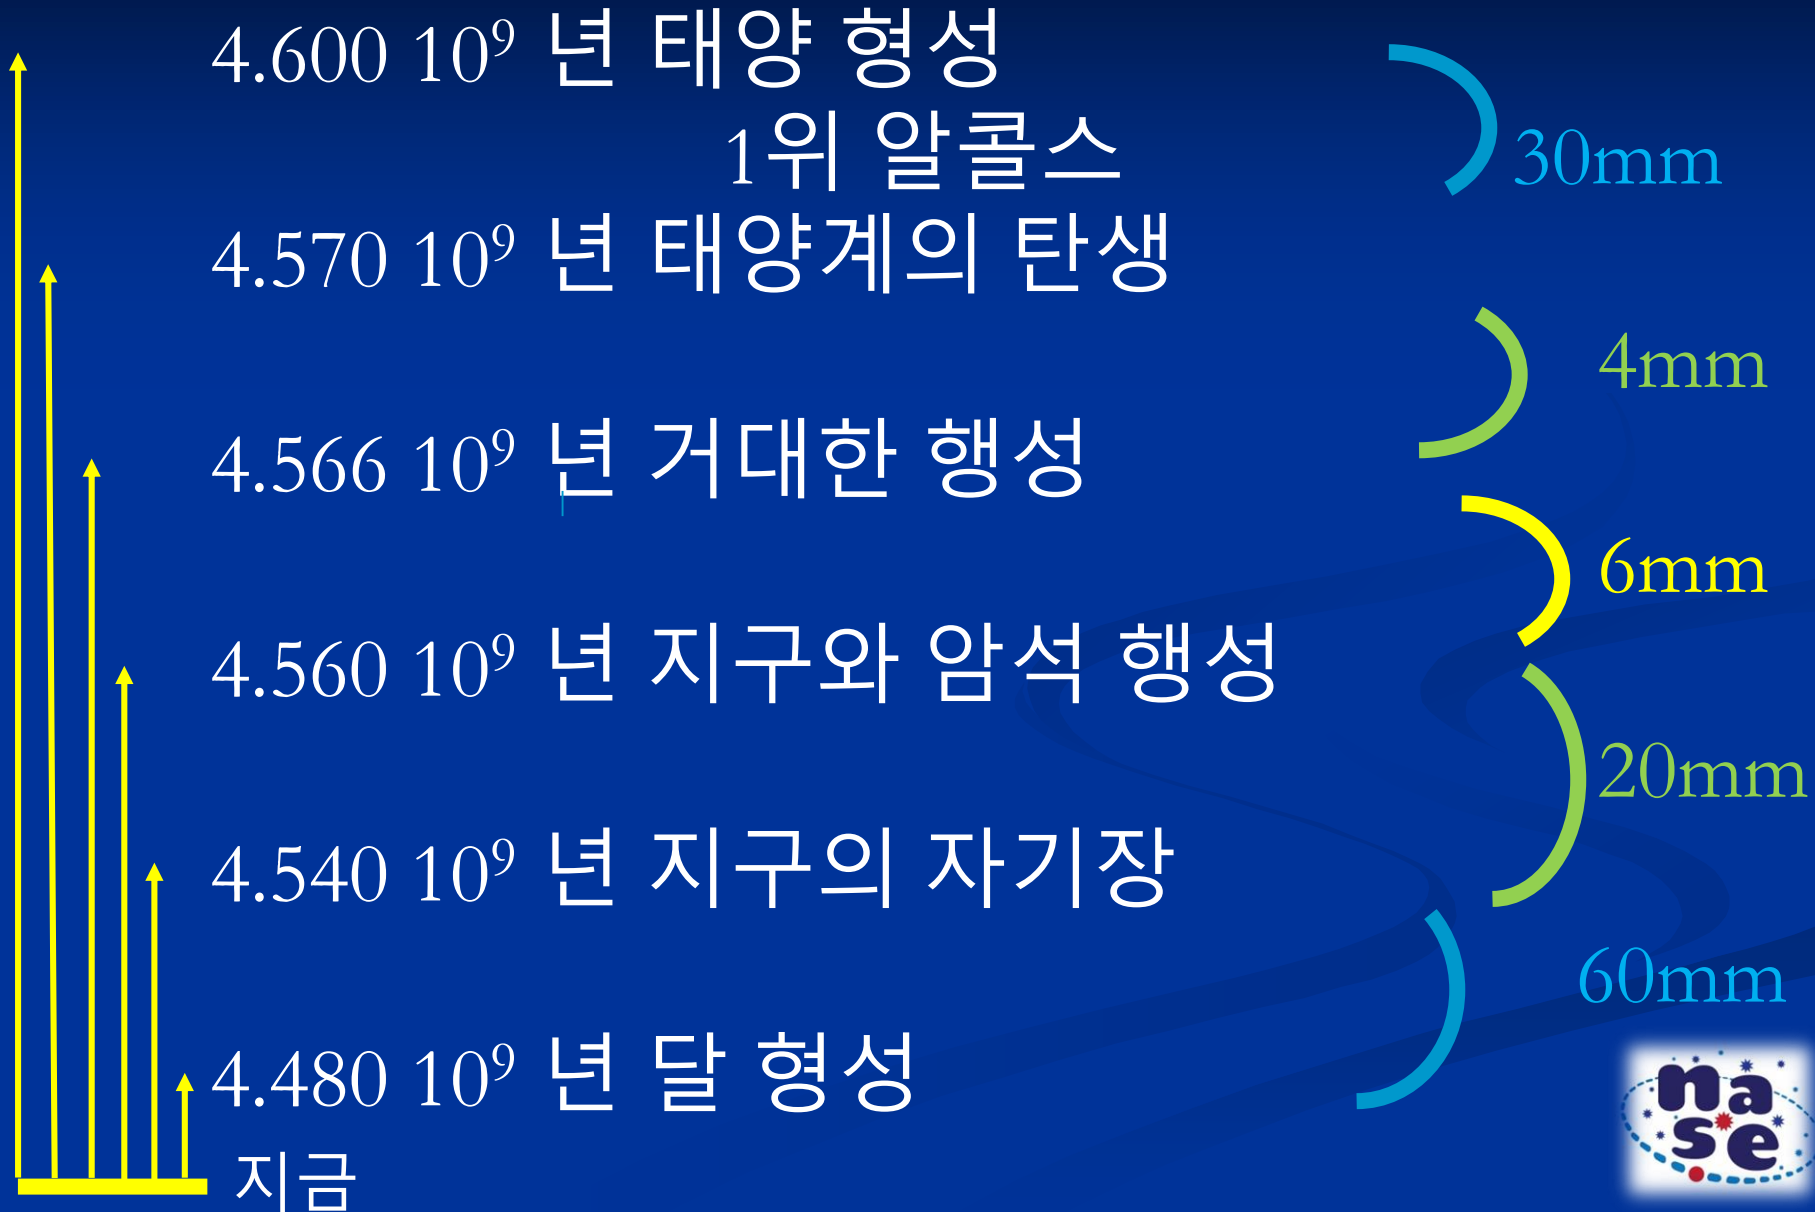 4.600 10⁹ 년 태양 형성
1위 알콜스
30mm
4.570 10⁹ 년 태양계의 탄생
4mm
4.566 10⁹ 년 거대한 행성
6mm
4.560 10⁹ 년 지구와 암석 행성
20mm
4.540 10⁹ 년 지구의 자기장
60mm
4.480 10⁹ 년 달 형성
지금
nase